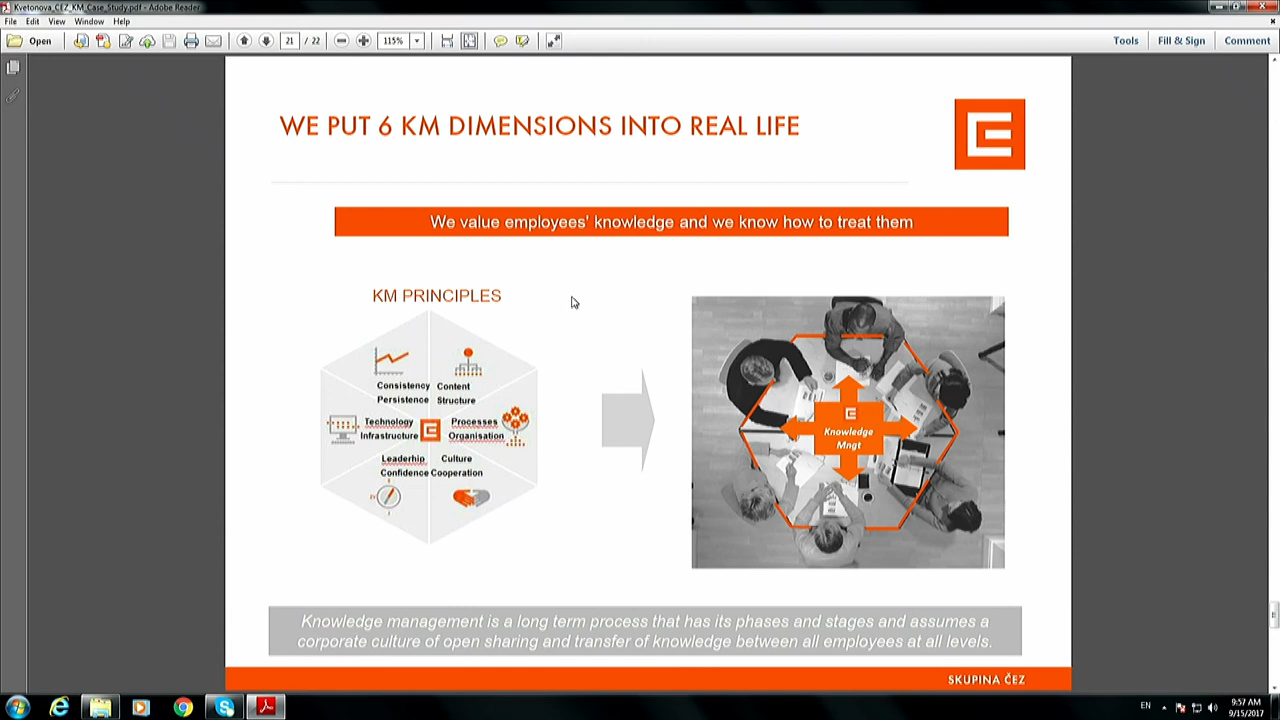 Kvetonova_CEZ_KM_Case_Study.pdf - Adobe Reader
File Edit View Window Help
Open 21 / 22 115% Tools Fill & Sign Comment
WE PUT 6 KM DIMENSIONS INTO REAL LIFE
We value employees' knowledge and we know how to treat them
KM PRINCIPLES
Consistency Content
Persistence Structure
Technology Processes
Infrastructure Organisation
Leaderhip Culture
Confidence Cooperation
Knowledge
Mngt
Knowledge management is a long term process that has its phases and stages and assumes a
corporate culture of open sharing and transfer of knowledge between all employees at all levels.
SKUPINA ČEZ
EN 9:57 AM
9/15/2017